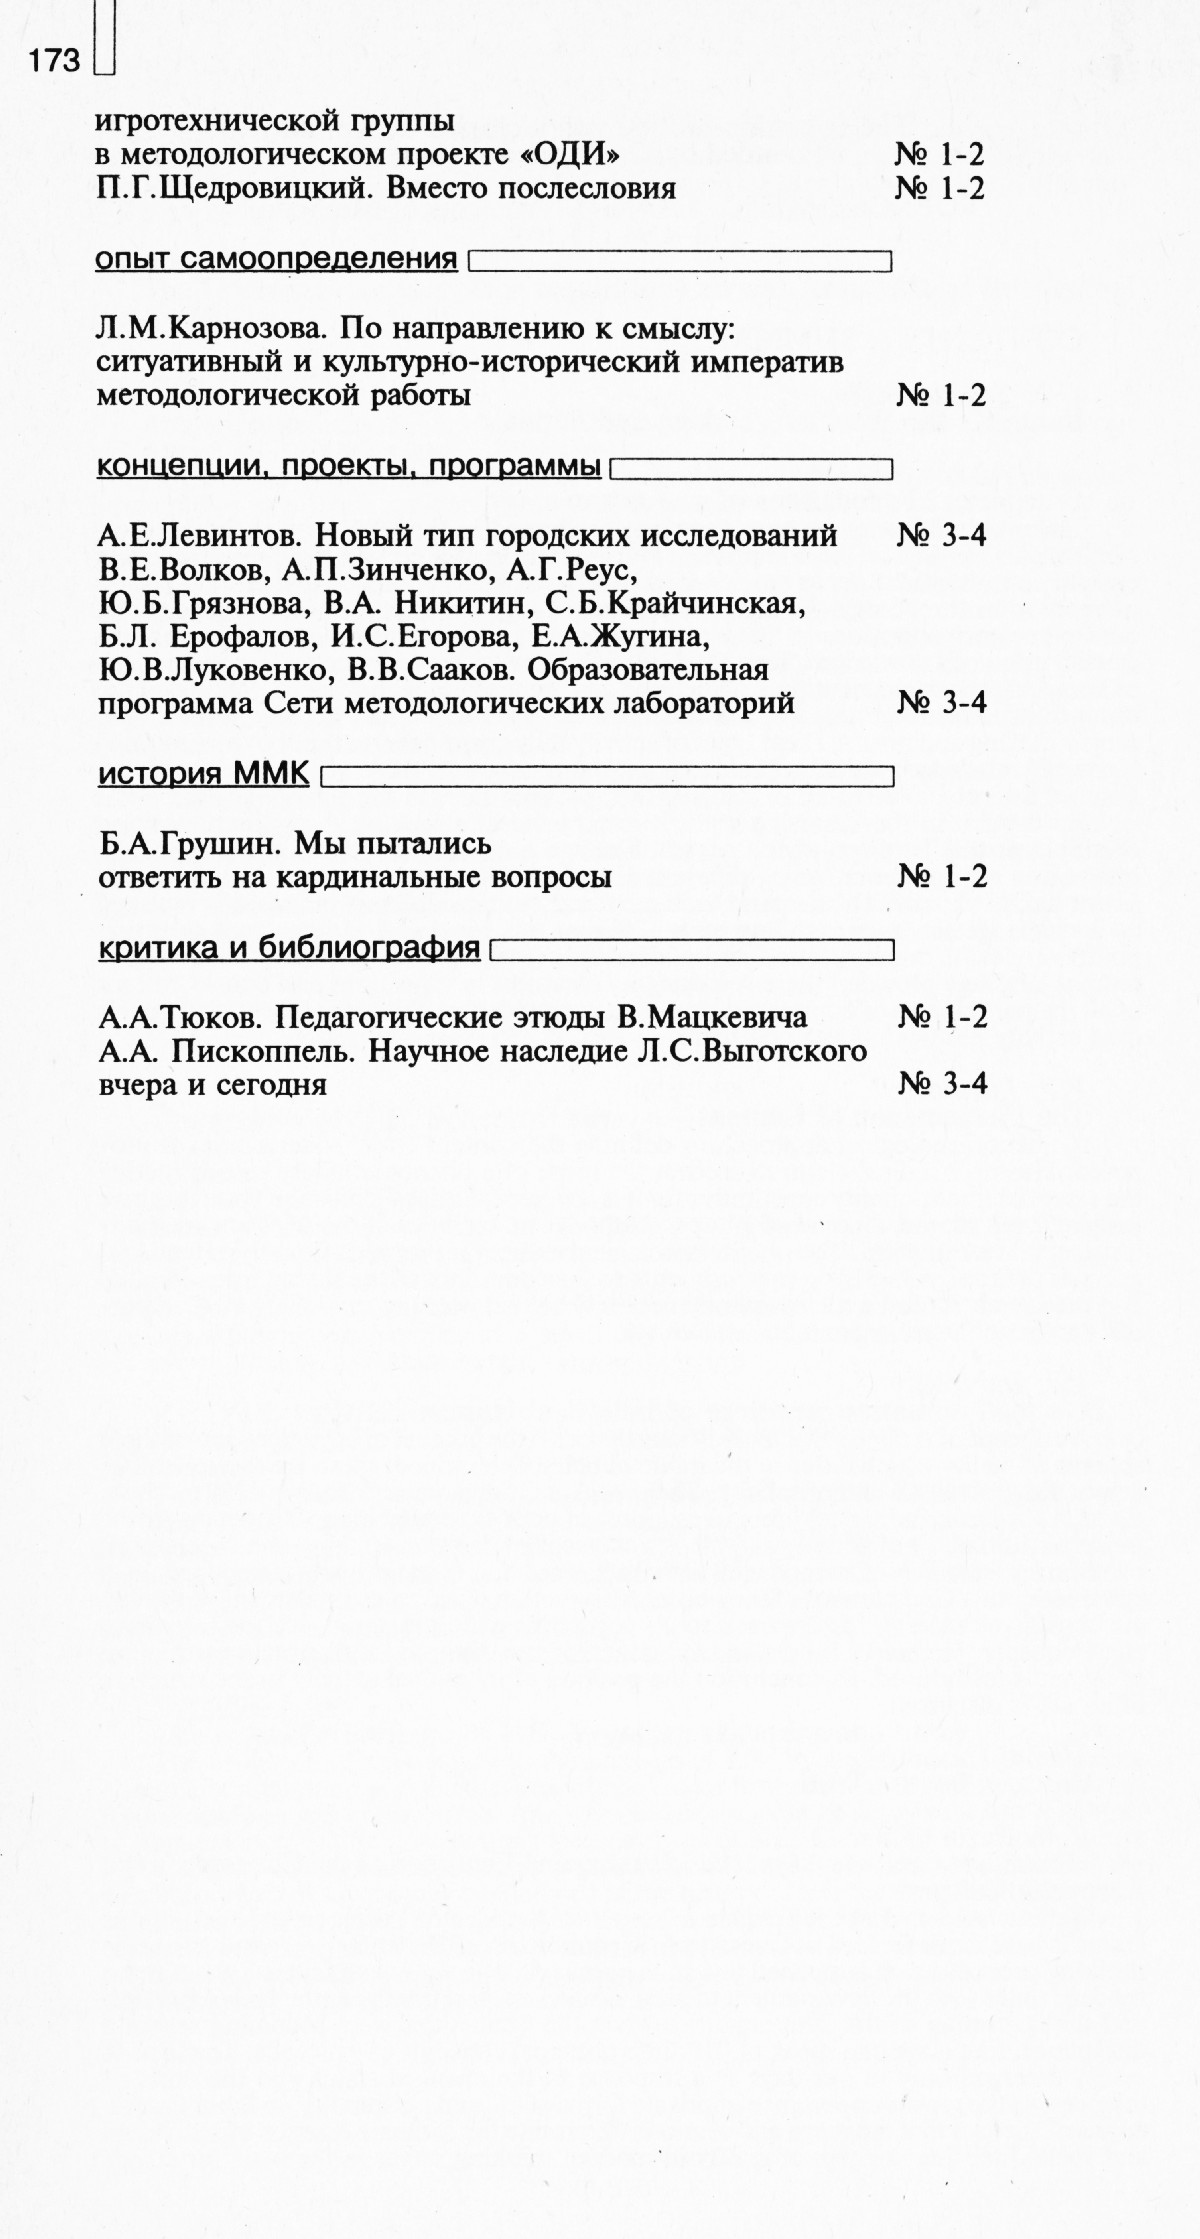 173
игротехнической группы
в методологическом проекте «ОДИ» № 1-2
П.Г.Щедровицкий. Вместо послесловия № 1-2
опыт самоопределения
Л.М.Карнозова. По направлению к смыслу:
ситуативный и культурно-исторический императив
методологической работы № 1-2
концепции, проекты, программы
А.Е.Левинтов. Новый тип городских исследований № 3-4
В.Е.Волков, А.П.Зинченко, А.Г.Реус,
Ю.Б.Грязнова, В.А. Никитин, С.Б.Крайчинская,
Б.Л. Ерофалов, И.С.Егорова, Е.А.Жугина,
Ю.В.Луковенко, В.В.Сааков. Образовательная
программа Сети методологических лабораторий № 3-4
история ММК
Б.А.Грушин. Мы пытались
ответить на кардинальные вопросы № 1-2
критика и библиография
А.А.Тюков. Педагогические этюды В.Мацкевича № 1-2
А.А. Пископпель. Научное наследие Л.С.Выготского
вчера и сегодня № 3-4